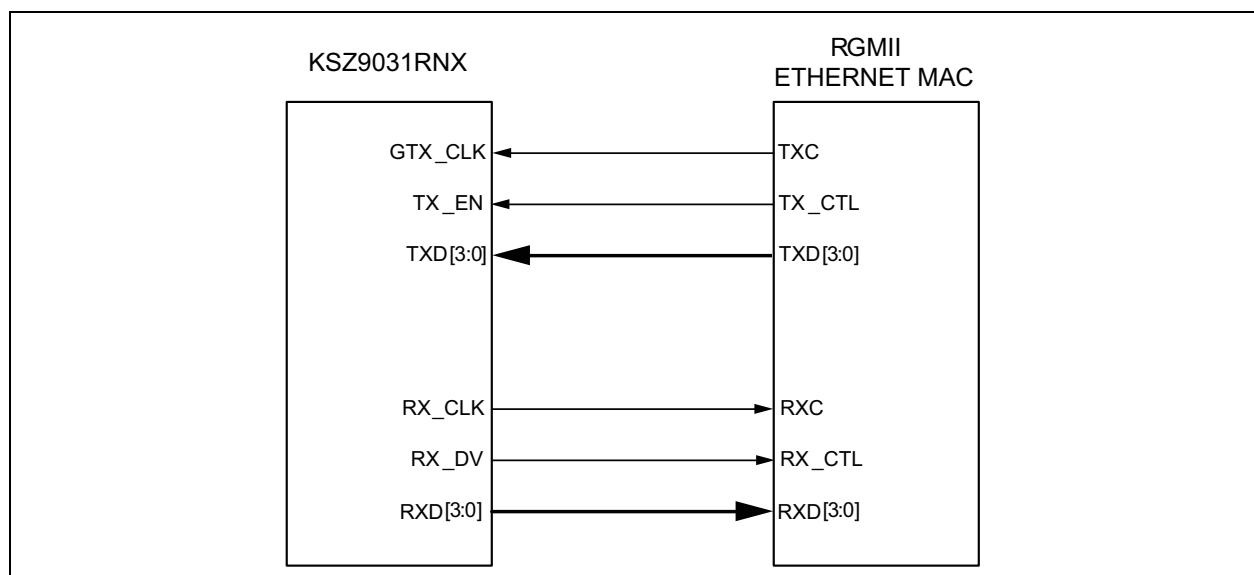 KSZ9031RNX
RGMII
ETHERNET MAC
GTX_CLK TXC
TX_EN TX_CTL
TXD[3:0] TXD[3:0]
RX_CLK RXC
RX_DV RX_CTL
RXD[3:0] RXD[3:0]